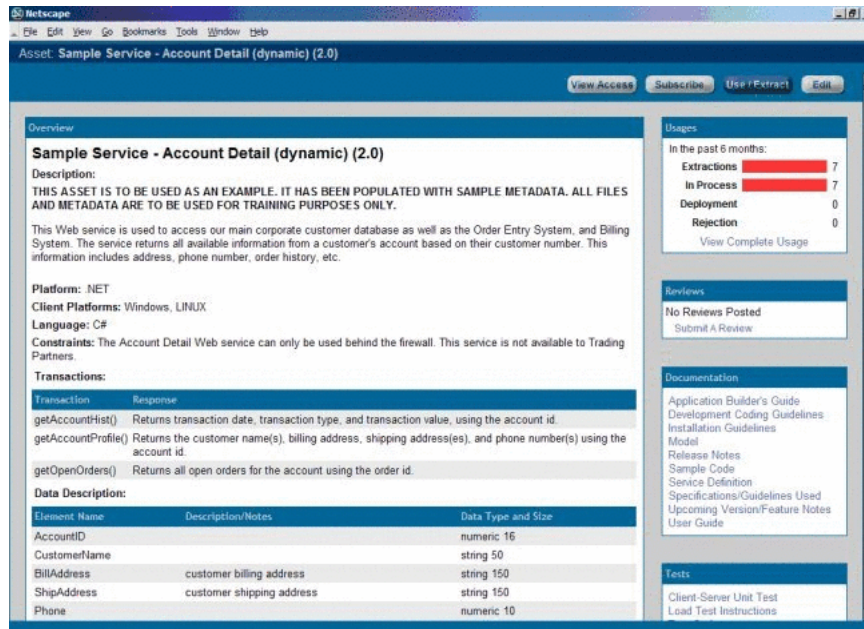 Netscape
File Edit View Go Bookmarks Tools Window Help
Asset: Sample Service - Account Detail (dynamic) (2.0)
View Access Subscribe Use / Extract Edit
Overview
Sample Service - Account Detail (dynamic) (2.0)
Description:
THIS ASSET IS TO BE USED AS AN EXAMPLE. IT HAS BEEN POPULATED WITH SAMPLE METADATA. ALL FILES
AND METADATA ARE TO BE USED FOR TRAINING PURPOSES ONLY.
This Web service is used to access our main corporate customer database as well as the Order Entry System, and Billing
System. The service returns all available information from a customer's account based on their customer number. This
information includes address, phone number, order history, etc.
Platform: .NET
Client Platforms: Windows, LINUX
Language: C#
Constraints: The Account Detail Web service can only be used behind the firewall. This service is not available to Trading
Partners.
Transactions:
Transaction Response
getAccountHist() Returns transaction date, transaction type, and transaction value, using the account id.
getAccountProfile() Returns the customer name(s), billing address, shipping address(es), and phone number(s) using the
account id.
getOpenOrders() Returns all open orders for the account using the order id.
Data Description:
Element Name Description/Notes Data Type and Size
AccountID numeric 16
CustomerName string 50
BillAddress customer billing address string 150
ShipAddress customer shipping address string 150
Phone numeric 10
Usages
In the past 6 months:
Extractions 7
In Process 7
Deployment 0
Rejection 0
View Complete Usage
Reviews
No Reviews Posted
Submit A Review
Documentation
Application Builder's Guide
Development Coding Guidelines
Installation Guidelines
Model
Release Notes
Sample Code
Service Definition
Specifications/Guidelines Used
Upcoming Version/Feature Notes
User Guide
Tests
Client-Server Unit Test
Load Test Instructions